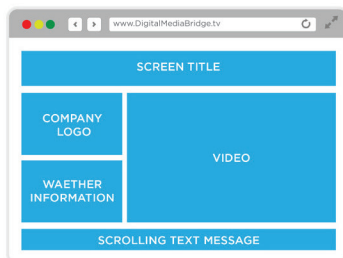 www.DigitalMediaBridge.tv
SCREEN TITLE
COMPANY
LOGO
WAETHER
INFORMATION
VIDEO
SCROLLING TEXT MESSAGE